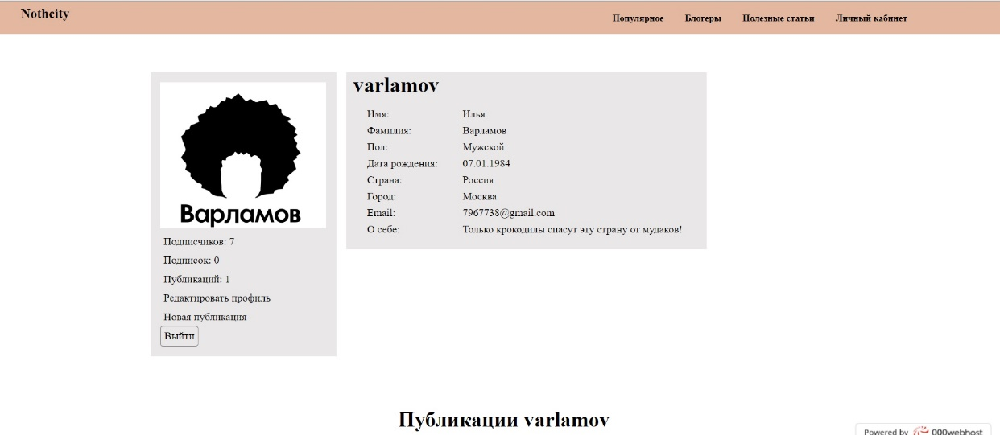 Nothcity
Популярное Блогеры Полезные статьи Личный кабинет
Варламов
Подписчиков: 7
Подписок: 0
Публикаций: 1
Редактировать профиль
Новая публикация
Выйти
varlamov
Имя: Илья
Фамилия: Варламов
Пол: Мужской
Дата рождения: 07.01.1984
Страна: Россия
Город: Москва
Email: 7967738@gmail.com
О себе: Только крокодилы спасут эту страну от мудаков!
Публикации varlamov
Powered by 000webhost